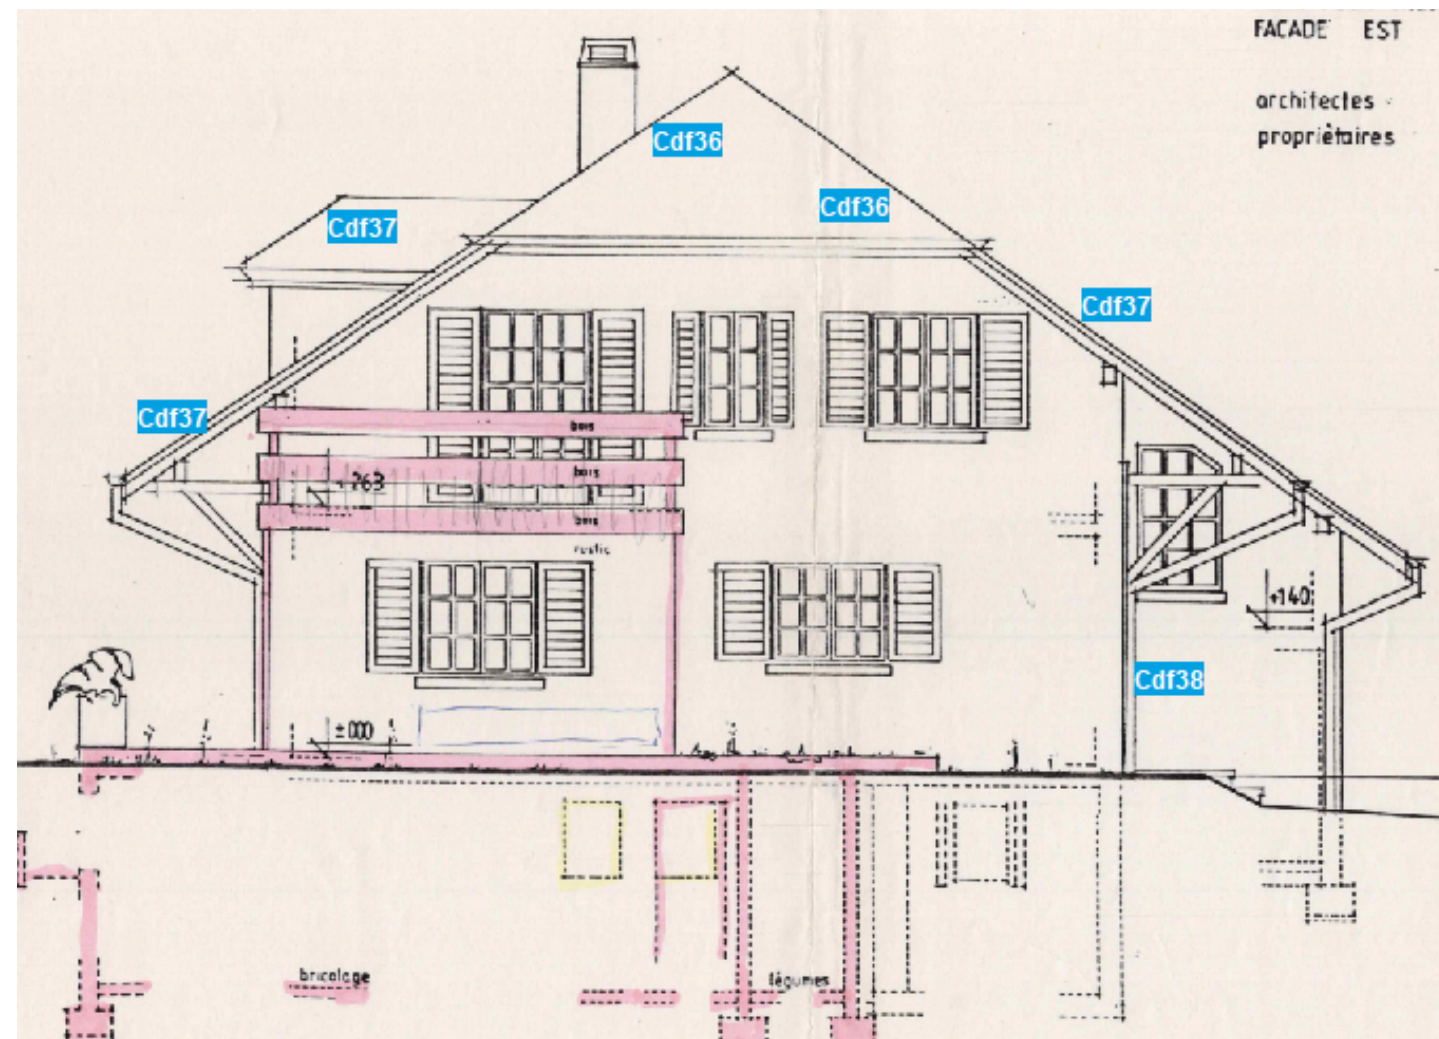 FACADE EST
architectes
propriétaires
Cdf36
Cdf36
Cdf37
Cdf37
Cdf37
bois
bois
+263
bois
rustic
+140
Cdf38
±000
bricolage
légumes